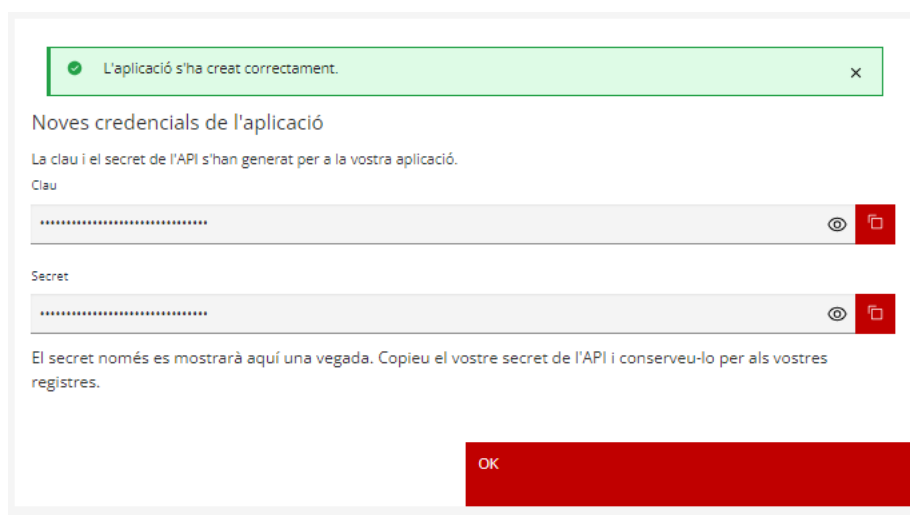 L'aplicació s'ha creat correctament.
Noves credencials de l'aplicació
La clau i el secret de l'API s'han generat per a la vostra aplicació.
Clau
••••••••••••••••••••••••••••••••
Secret
••••••••••••••••••••••••••••••••
El secret només es mostrarà aquí una vegada. Copieu el vostre secret de l'API i conserveu-lo per als vostres
registres.
OK